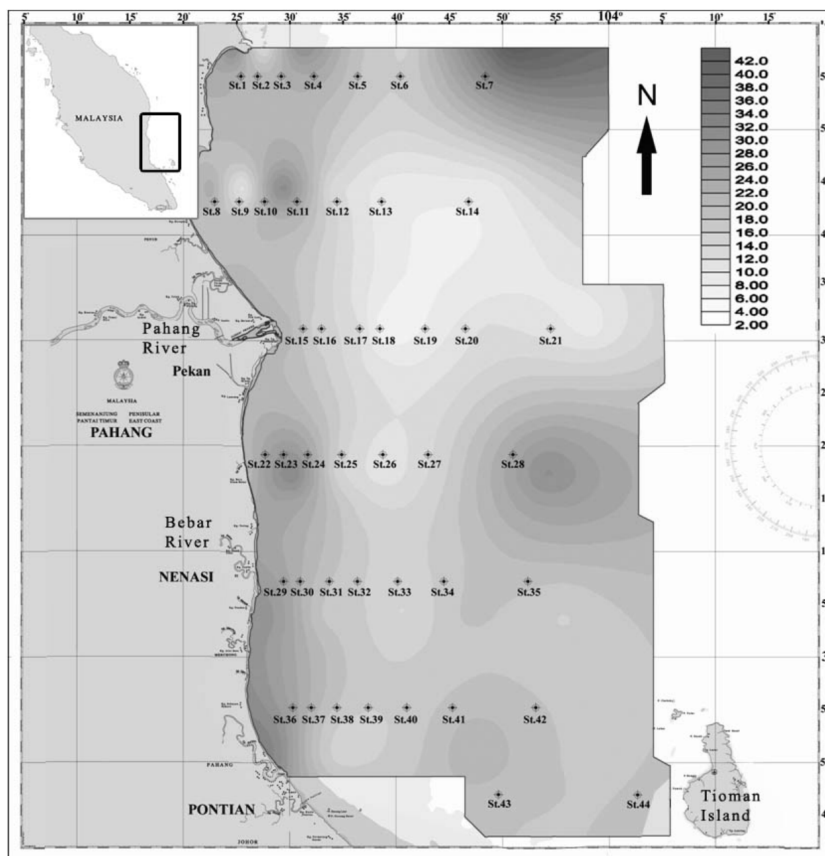 5' 10' 15' 20' 25' 30' 35' 40' 45' 50' 55' 104° 5' 10' 15'
MALAYSIA
N
42.0
40.0
38.0
36.0
34.0
32.0
30.0
28.0
26.0
24.0
22.0
20.0
18.0
16.0
14.0
12.0
10.0
8.00
6.00
4.00
2.00
St.1 St.2 St.3 St.4 St.5 St.6 St.7
St.8 St.9 St.10 St.11 St.12 St.13 St.14
St.15 St.16 St.17 St.18 St.19 St.20 St.21
Pahang
River
Pekan
MALAYSIA
SEMENANJUNG PENINSULAR
PANTAI TIMUR EAST COAST
PAHANG
St.22 St.23 St.24 St.25 St.26 St.27 St.28
Bebar
River
NENASI
St.29 St.30 St.31 St.32 St.33 St.34 St.35
St.36 St.37 St.38 St.39 St.40 St.41 St.42
PAHANG
St.43 St.44
PONTIAN
Tioman
Island
JOHOR